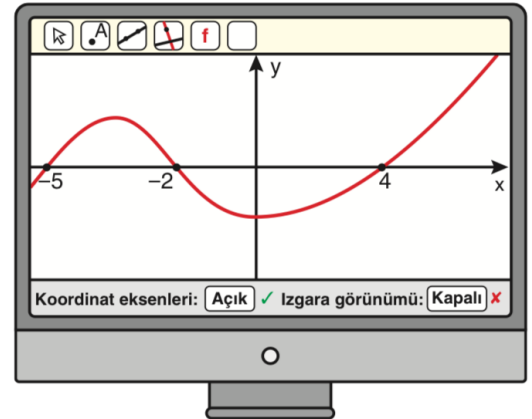 A f
y
−5 −2 4 x
Koordinat eksenleri: Açık ✓ Izgara görünümü: Kapalı ✗